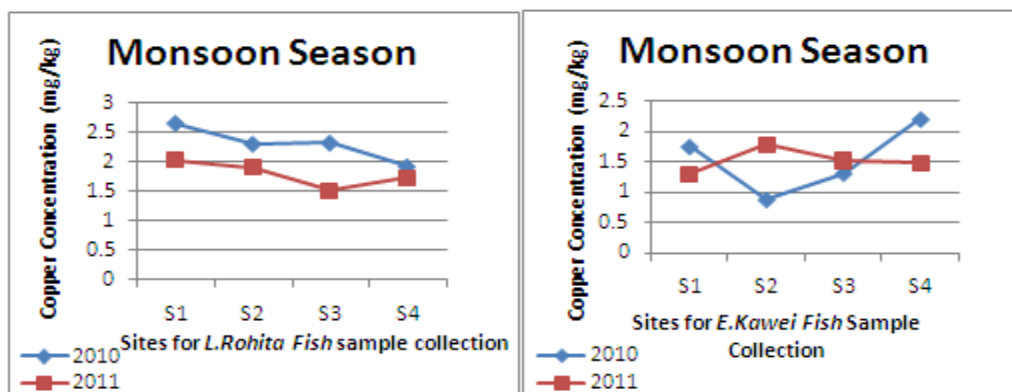 Monsoon Season
Copper Concentration (mg/kg)
3
2.5
2
1.5
1
0.5
0
S1 S2 S3 S4
Sites for L.Rohita Fish sample collection
2010
2011
Monsoon Season
Copper Concentration (mg/kg)
2.5
2
1.5
1
0.5
0
S1 S2 S3 S4
Sites for E.Kawei Fish Sample
Collection
2010
2011